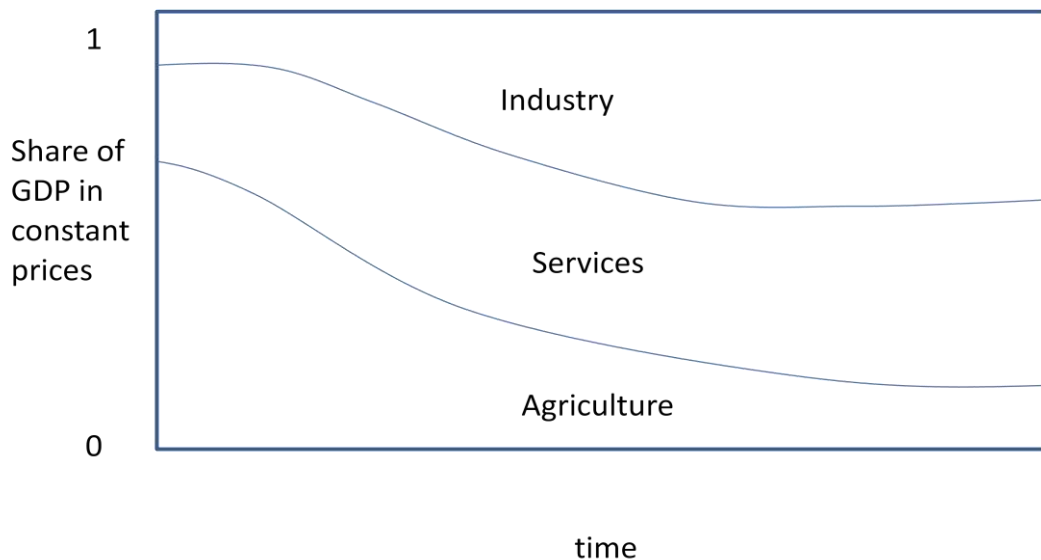 1
Industry
Share of
GDP in
constant
prices
Services
Agriculture
0
time